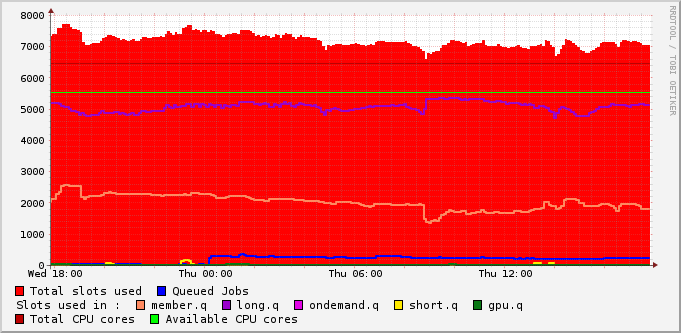 8000
7000
6000
5000
4000
3000
2000
1000
0
Wed 18:00 Thu 00:00 Thu 06:00 Thu 12:00
Total slots used Queued Jobs
Slots used in : member.q long.q ondemand.q short.q gpu.q
Total CPU cores Available CPU cores
RRDTOOL / TOBI OETIKER